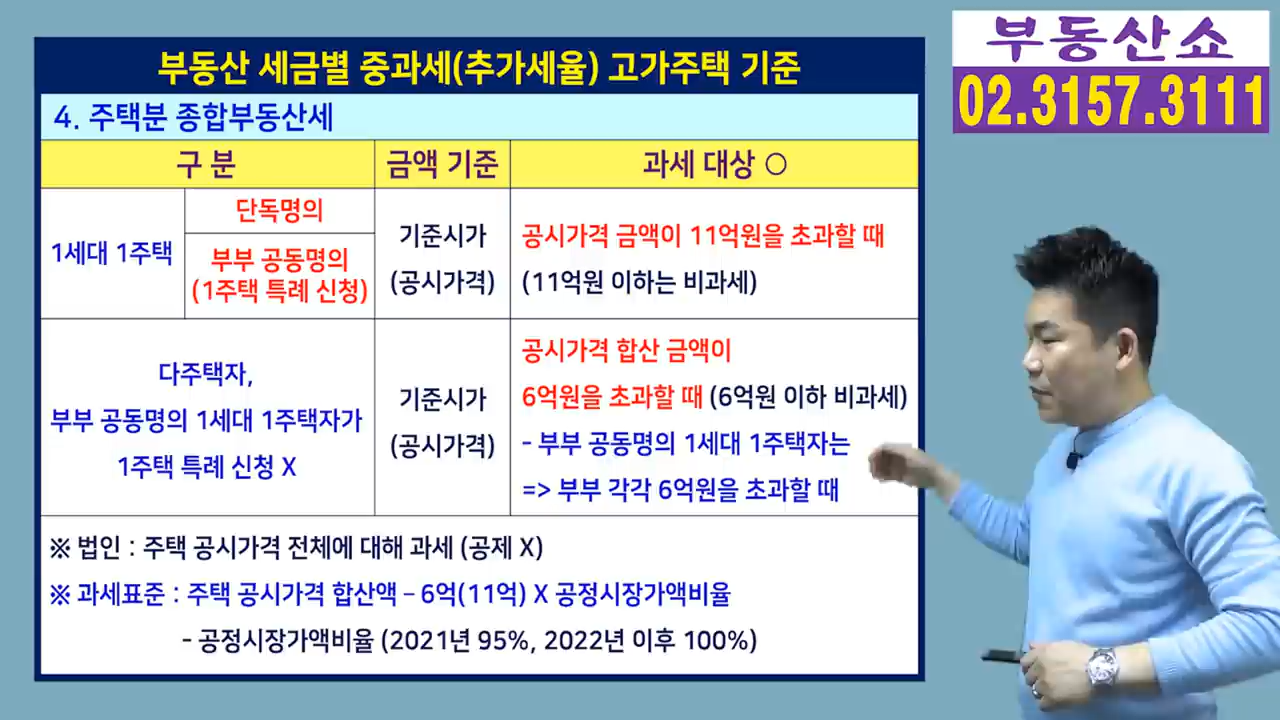 부동산쇼
02.3157.3111
부동산 세금별 중과세(추가세율) 고가주택 기준
4. 주택분 종합부동산세
구 분
금액 기준
과세 대상 ○
1세대 1주택
단독명의
부부 공동명의
(1주택 특례 신청)
기준시가
(공시가격)
공시가격 금액이 11억원을 초과할 때
(11억원 이하는 비과세)
다주택자,
부부 공동명의 1세대 1주택자가
1주택 특례 신청 X
기준시가
(공시가격)
공시가격 합산 금액이
6억원을 초과할 때 (6억원 이하 비과세)
- 부부 공동명의 1세대 1주택자는
=> 부부 각각 6억원을 초과할 때
※ 법인 : 주택 공시가격 전체에 대해 과세 (공제 X)
※ 과세표준 : 주택 공시가격 합산액 – 6억(11억) X 공정시장가액비율
- 공정시장가액비율 (2021년 95%, 2022년 이후 100%)